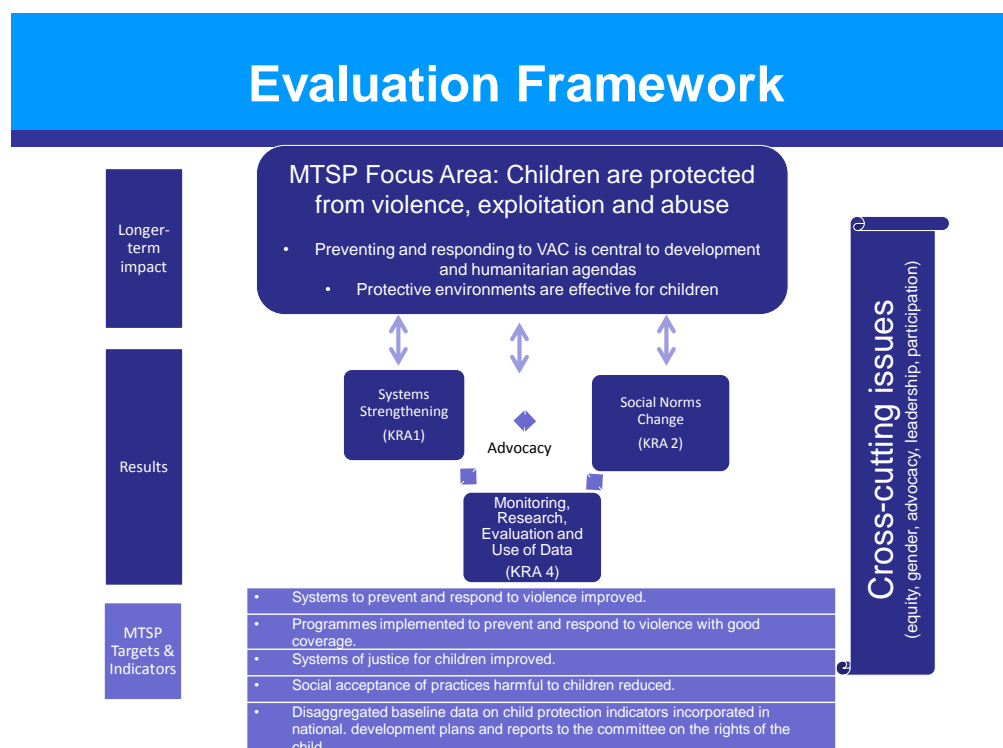 Evaluation Framework
Longer-
term
impact
MTSP Focus Area: Children are protected
from violence, exploitation and abuse
• Preventing and responding to VAC is central to development
and humanitarian agendas
• Protective environments are effective for children
Results
Systems
Strengthening
(KRA1)
Advocacy
Social Norms
Change
(KRA 2)
Monitoring,
Research,
Evaluation and
Use of Data
(KRA 4)
MTSP
Targets &
Indicators
• Systems to prevent and respond to violence improved.
• Programmes implemented to prevent and respond to violence with good
coverage.
• Systems of justice for children improved.
• Social acceptance of practices harmful to children reduced.
• Disaggregated baseline data on child protection indicators incorporated in
national. development plans and reports to the committee on the rights of the
child
Cross-cutting issues
(equity, gender, advocacy, leadership, participation)